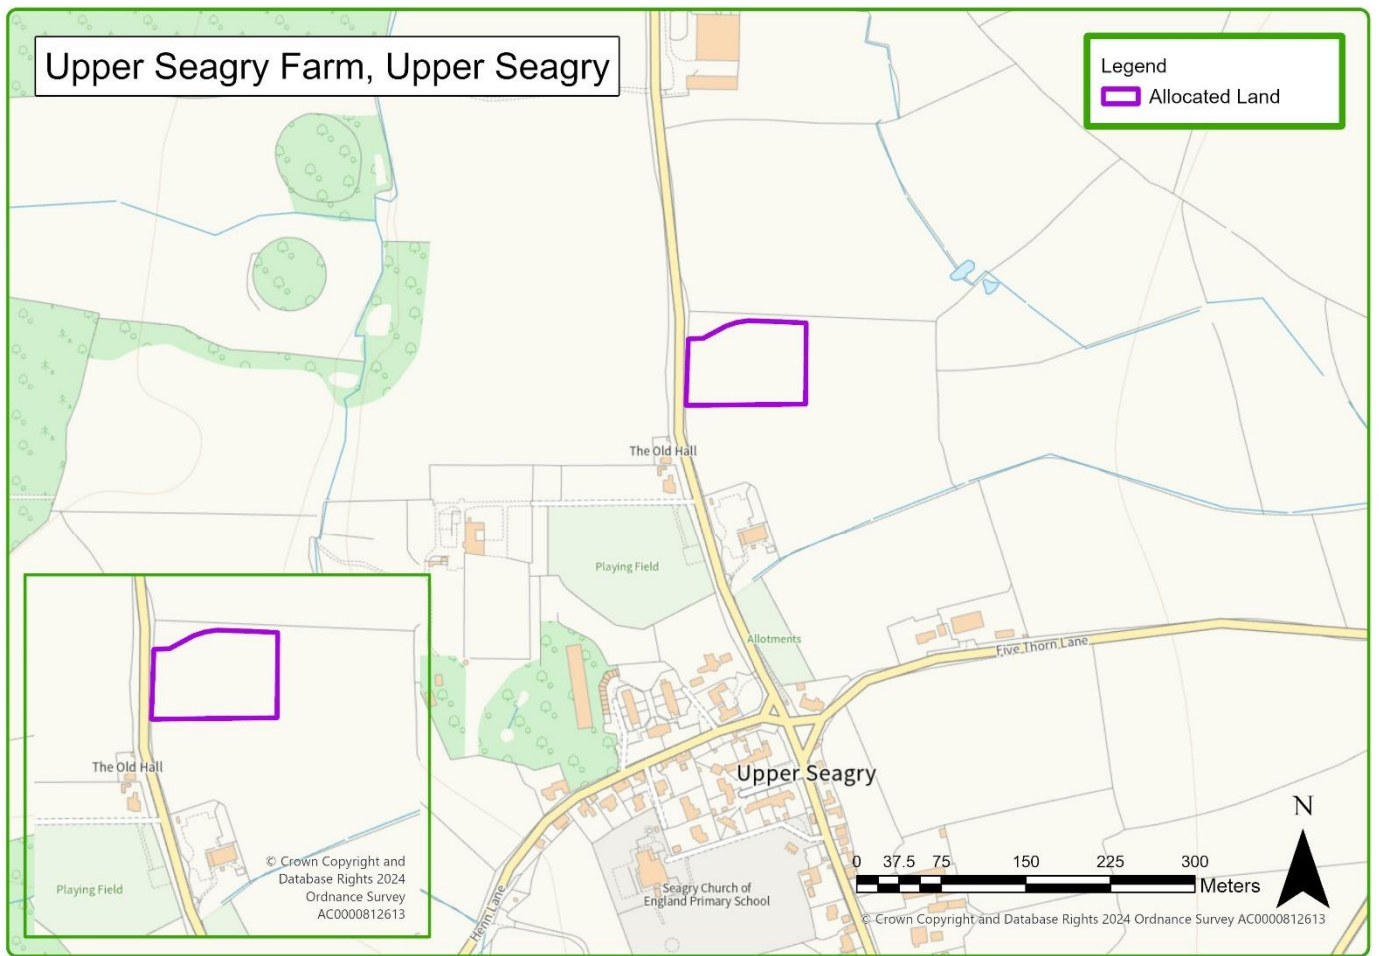 Upper Seagry Farm, Upper Seagry
Legend
Allocated Land
The Old Hall
Playing Field
Allotments
Five Thorn Lane
Upper Seagry
Seagry Church of
England Primary School
Henn Lane
The Old Hall
Playing Field
© Crown Copyright and
Database Rights 2024
Ordnance Survey
AC0000812613
N
0 37.5 75 150 225 300
Meters
© Crown Copyright and Database Rights 2024 Ordnance Survey AC0000812613